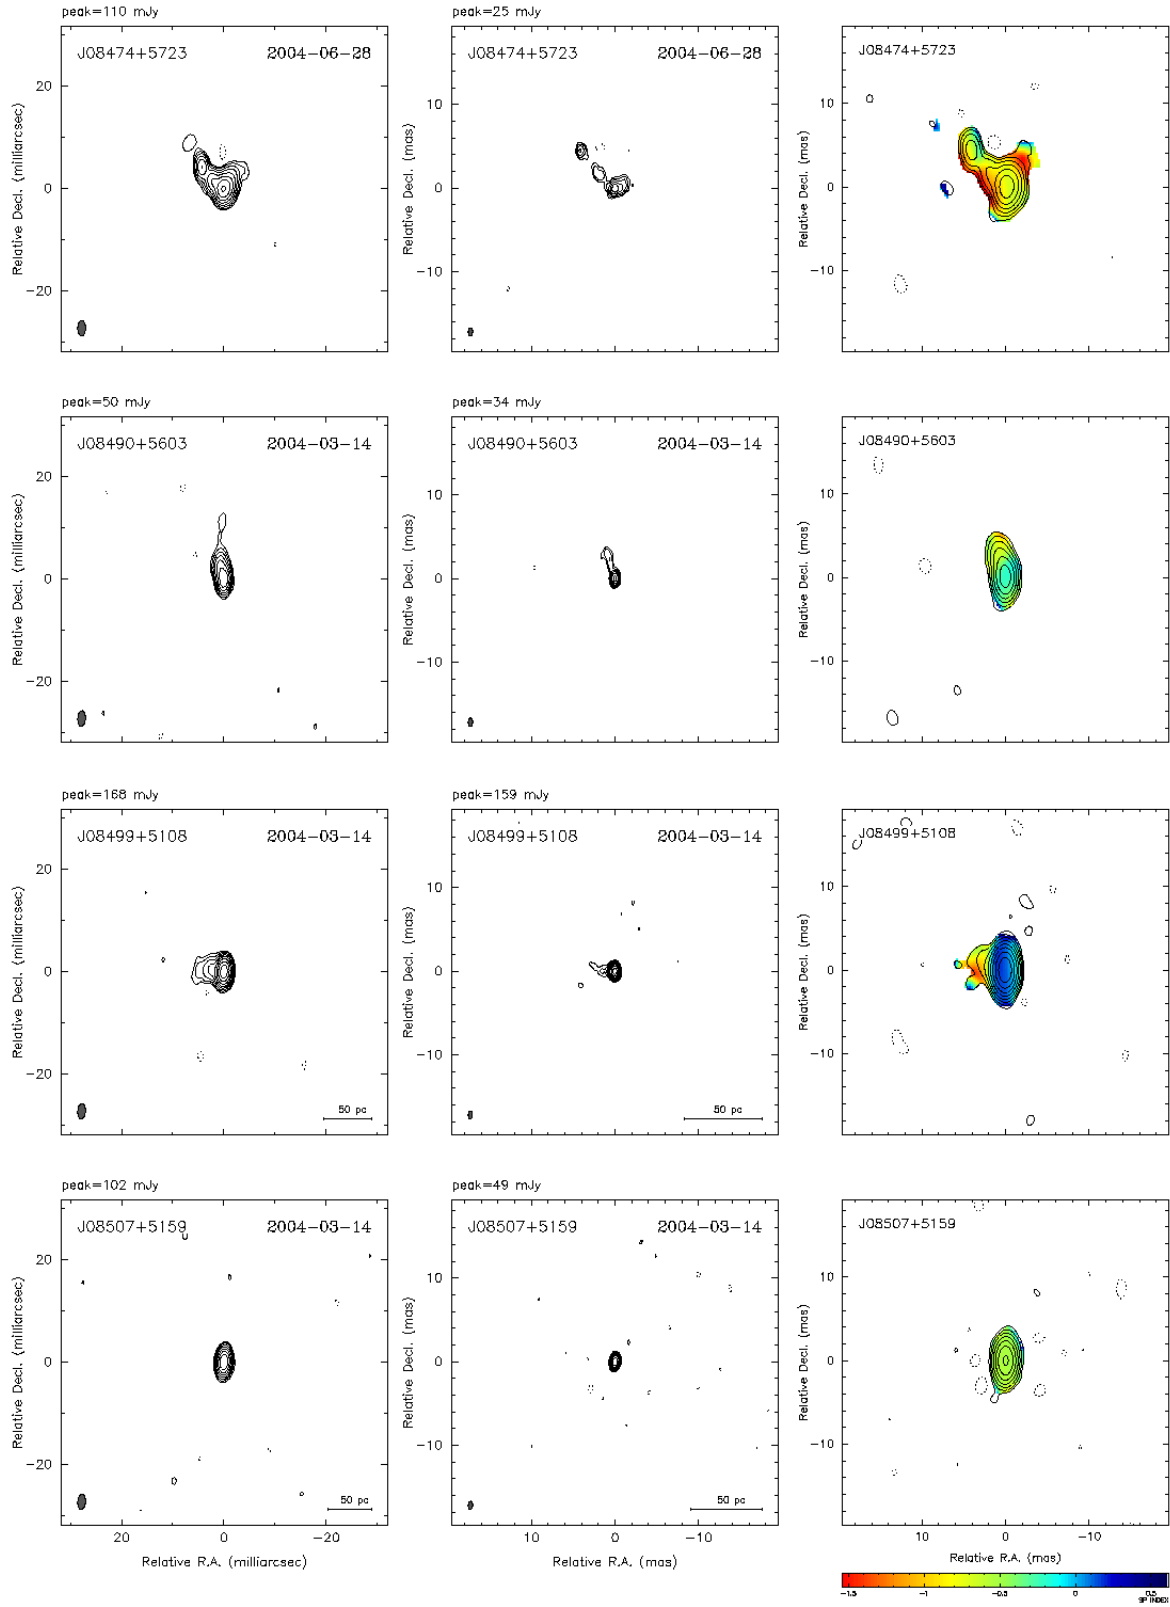 peak=110 mJy
peak=25 mJy
J08474+5723 2004-06-28
J08474+5723 2004-06-28
J08474+5723
20
0
-20
Relative Decl. (milliarcsec)
10
0
-10
Relative Decl. (mas)
10
0
-10
Relative Decl. (mas)
peak=50 mJy
peak=34 mJy
J08490+5603 2004-03-14
J08490+5603 2004-03-14
J08490+5603
20
0
-20
Relative Decl. (milliarcsec)
10
0
-10
Relative Decl. (mas)
10
0
-10
Relative Decl. (mas)
peak=168 mJy
peak=159 mJy
J08499+5108 2004-03-14
J08499+5108 2004-03-14
J08499+5108
20
0
-20
Relative Decl. (milliarcsec)
50 pc
10
0
-10
Relative Decl. (mas)
50 pc
10
0
-10
Relative Decl. (mas)
peak=102 mJy
peak=49 mJy
J08507+5159 2004-03-14
J08507+5159 2004-03-14
J08507+5159
20
0
-20
Relative Decl. (milliarcsec)
50 pc
10
0
-10
Relative Decl. (mas)
50 pc
10
0
-10
Relative Decl. (mas)
20 0 -20
Relative R.A. (milliarcsec)
10 0 -10
Relative R.A. (mas)
10 0 -10
Relative R.A. (mas)
-1.5 -1 -0.5 0 0.5
SP INDEX